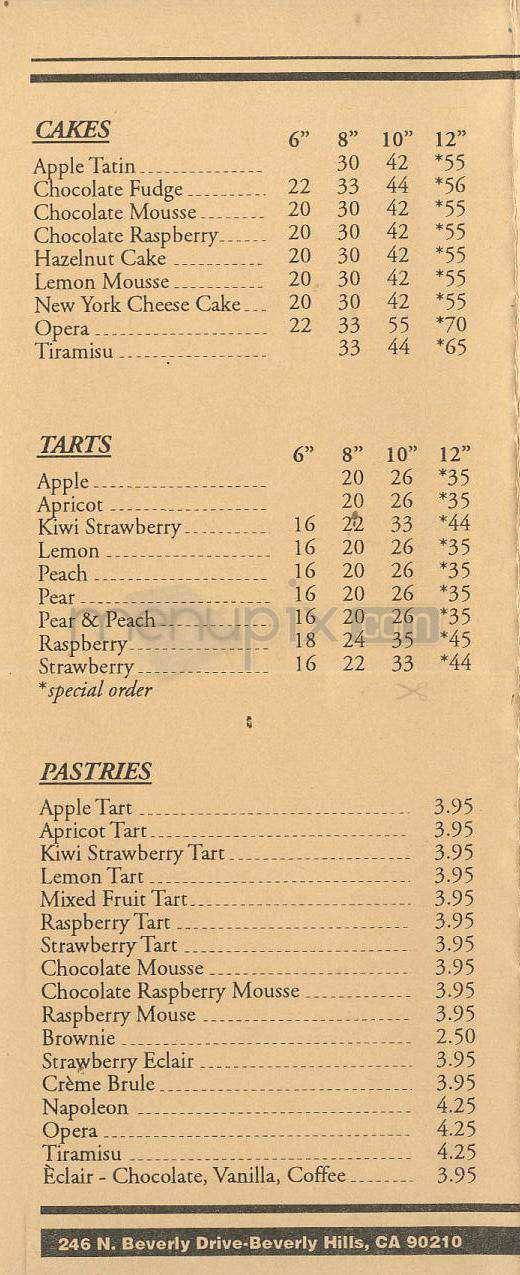 CAKES
6” 8” 10” 12”
Apple Tatin 30 42 *55
Chocolate Fudge 22 33 44 *56
Chocolate Mousse 20 30 42 *55
Chocolate Raspberry 20 30 42 *55
Hazelnut Cake 20 30 42 *55
Lemon Mousse 20 30 42 *55
New York Cheese Cake 20 30 42 *55
Opera 22 33 55 *70
Tiramisu 33 44 *65
TARTS
6” 8” 10” 12”
Apple 20 26 *35
Apricot 20 26 *35
Kiwi Strawberry 16 22 33 *44
Lemon 16 20 26 *35
Peach 16 20 26 *35
Pear 16 20 26 *35
Pear & Peach 16 20 26 *35
menupix.com
Raspberry 18 24 35 *45
Strawberry 16 22 33 *44
*special order
PASTRIES
Apple Tart 3.95
Apricot Tart 3.95
Kiwi Strawberry Tart 3.95
Lemon Tart 3.95
Mixed Fruit Tart 3.95
Raspberry Tart 3.95
Strawberry Tart 3.95
Chocolate Mousse 3.95
Chocolate Raspberry Mousse 3.95
Raspberry Mouse 3.95
Brownie 2.50
Strawberry Eclair 3.95
Crème Brule 3.95
Napoleon 4.25
Opera 4.25
Tiramisu 4.25
Èclair - Chocolate, Vanilla, Coffee 3.95
246 N. Beverly Drive-Beverly Hills, CA 90210